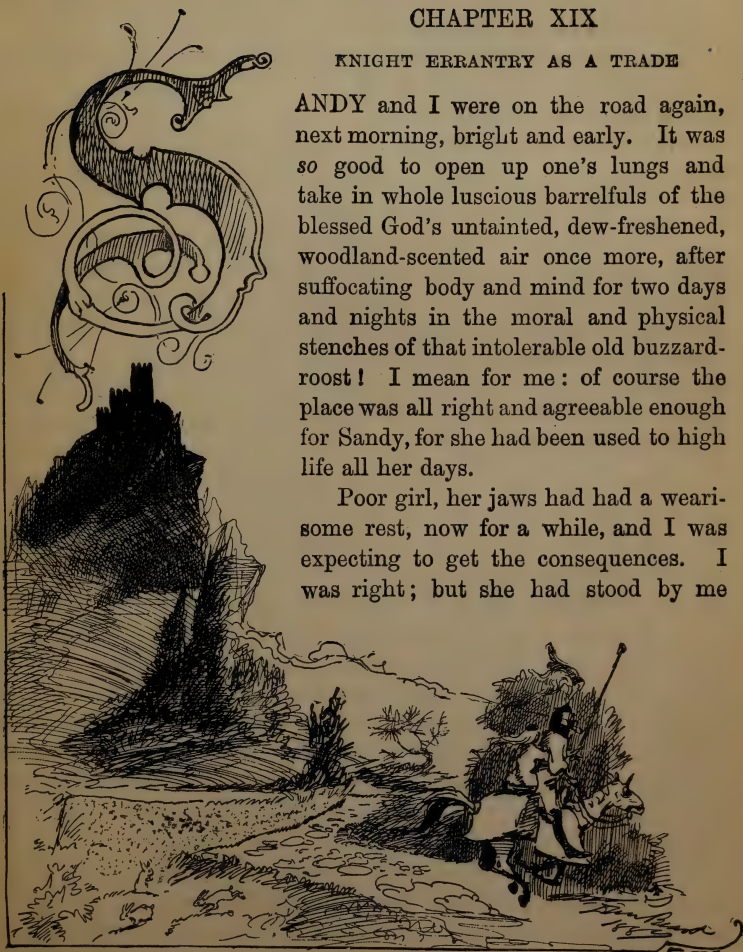 CHAPTER XIX
KNIGHT ERRANTRY AS A TRADE
SANDY and I were on the road again,
next morning, bright and early. It was
so good to open up one's lungs and
take in whole luscious barrelfuls of the
blessed God's untainted, dew-freshened,
woodland-scented air once more, after
suffocating body and mind for two days
and nights in the moral and physical
stenches of that intolerable old buzzard-
roost! I mean for me: of course the
place was all right and agreeable enough
for Sandy, for she had been used to high
life all her days.
Poor girl, her jaws had had a weari-
some rest, now for a while, and I was
expecting to get the consequences. I
was right; but she had stood by me